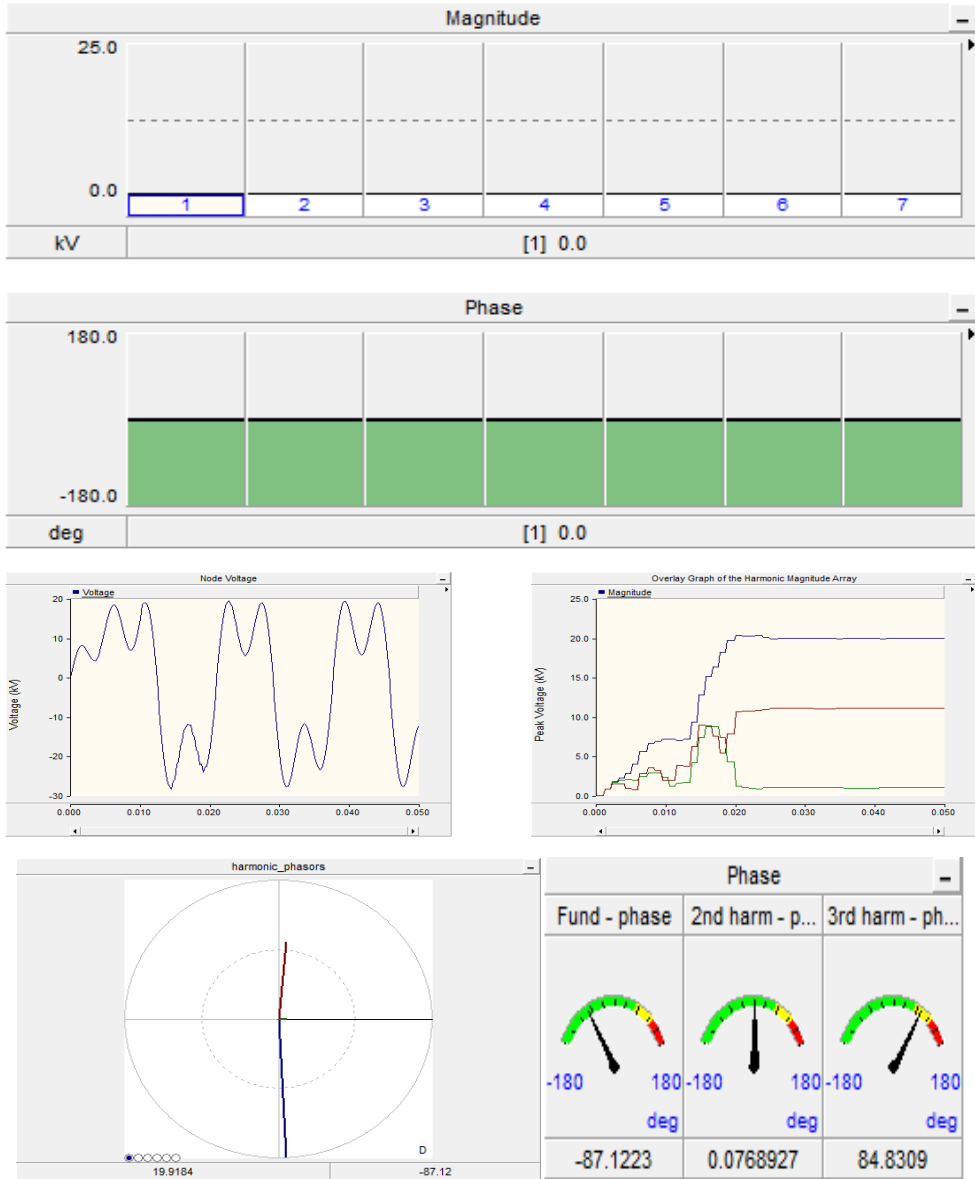 Magnitude
25.0
0.0
1 2 3 4 5 6 7
kV [1] 0.0
Phase
180.0
-180.0
deg [1] 0.0
Node Voltage
Voltage
20
10
0
-10
-20
-30
Voltage (kV)
0.000 0.010 0.020 0.030 0.040 0.050
Overlay Graph of the Harmonic Magnitude Array
Magnitude
25.0
20.0
15.0
10.0
5.0
0.0
Peak Voltage (kV)
0.000 0.010 0.020 0.030 0.040 0.050
harmonic_phasors
D
19.9184 -87.12
Phase
Fund - phase 2nd harm - p... 3rd harm - ph...
-180 180 -180 180 -180 180
deg deg deg
-87.1223 0.0768927 84.8309